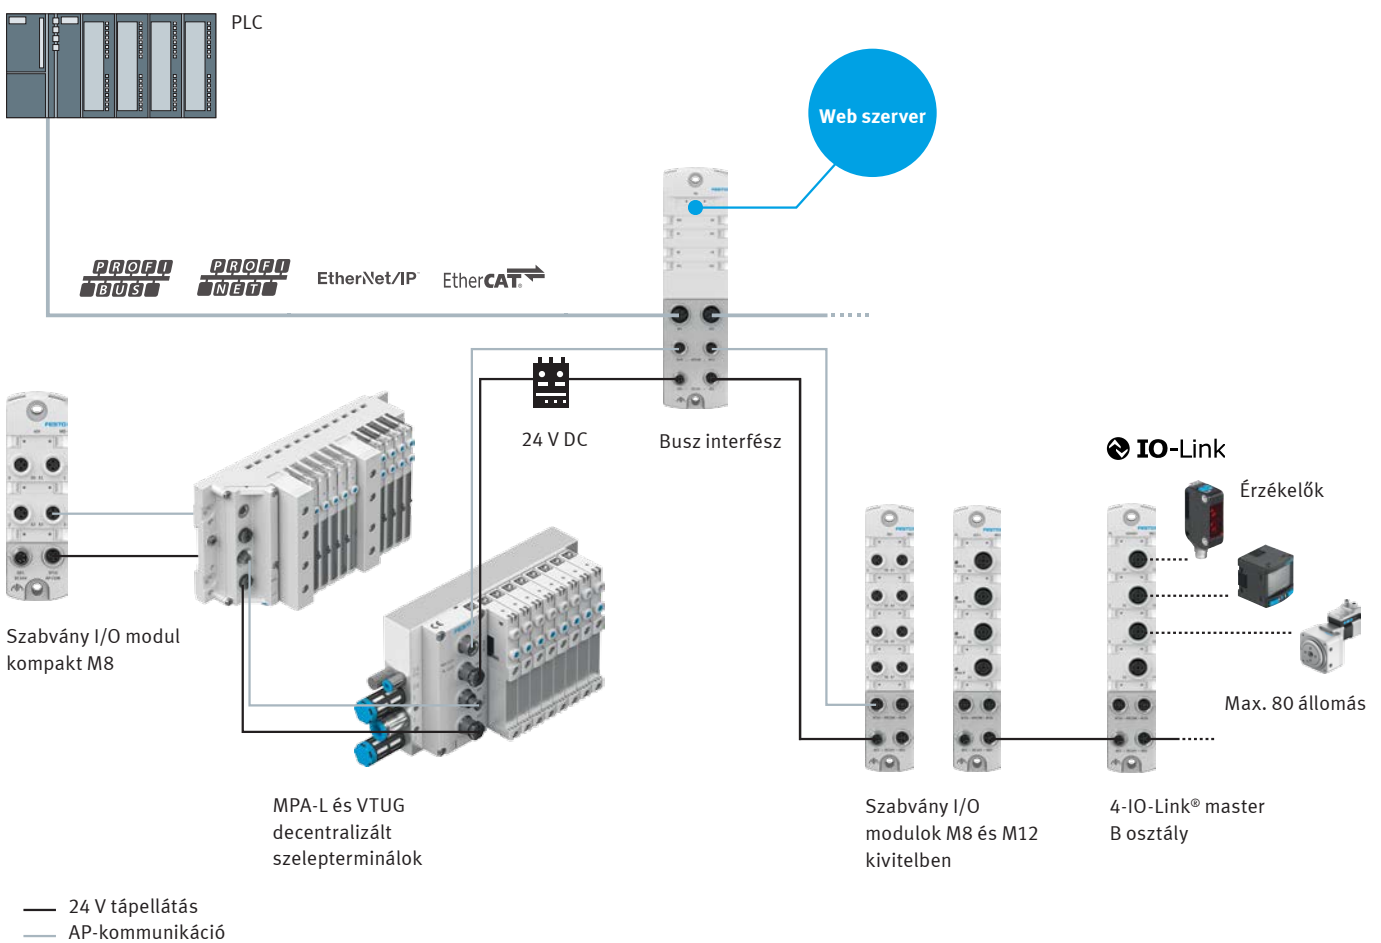 PLC
Web szerver
PROFI
BUS
PROFI
NET
EtherNet/IP
EtherCAT
24 V DC
Busz interfész
IO-Link
Érzékelők
Szabvány I/O modul
kompakt M8
Max. 80 állomás
MPA-L és VTUG
decentralizált
szelepterminálok
Szabvány I/O
modulok M8 és M12
kivitelben
4-IO-Link® master
B osztály
24 V tápellátás
AP-kommunikáció